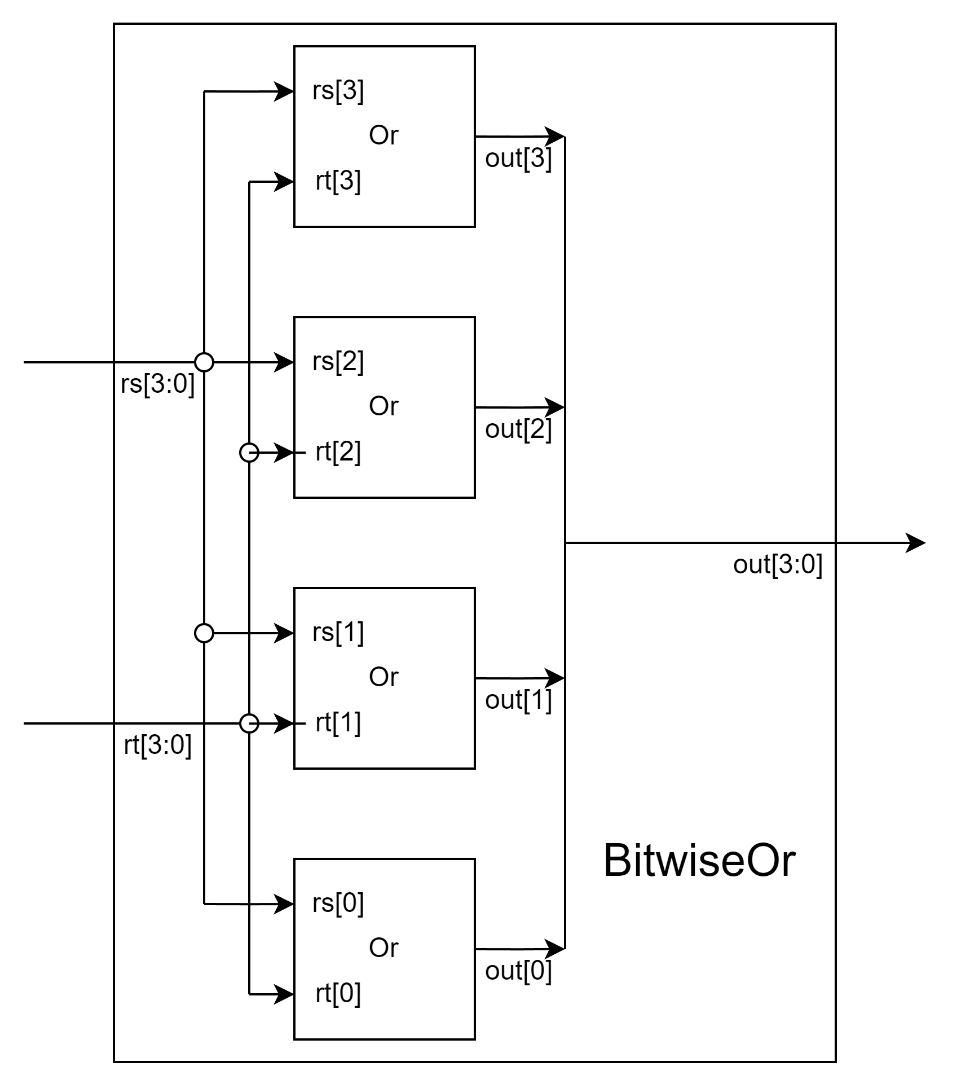 rs[3]
Or
out[3]
rt[3]
rs[2]
rs[3:0]
Or
out[2]
rt[2]
out[3:0]
rs[1]
Or
out[1]
rt[1]
rt[3:0]
BitwiseOr
rs[0]
Or
out[0]
rt[0]